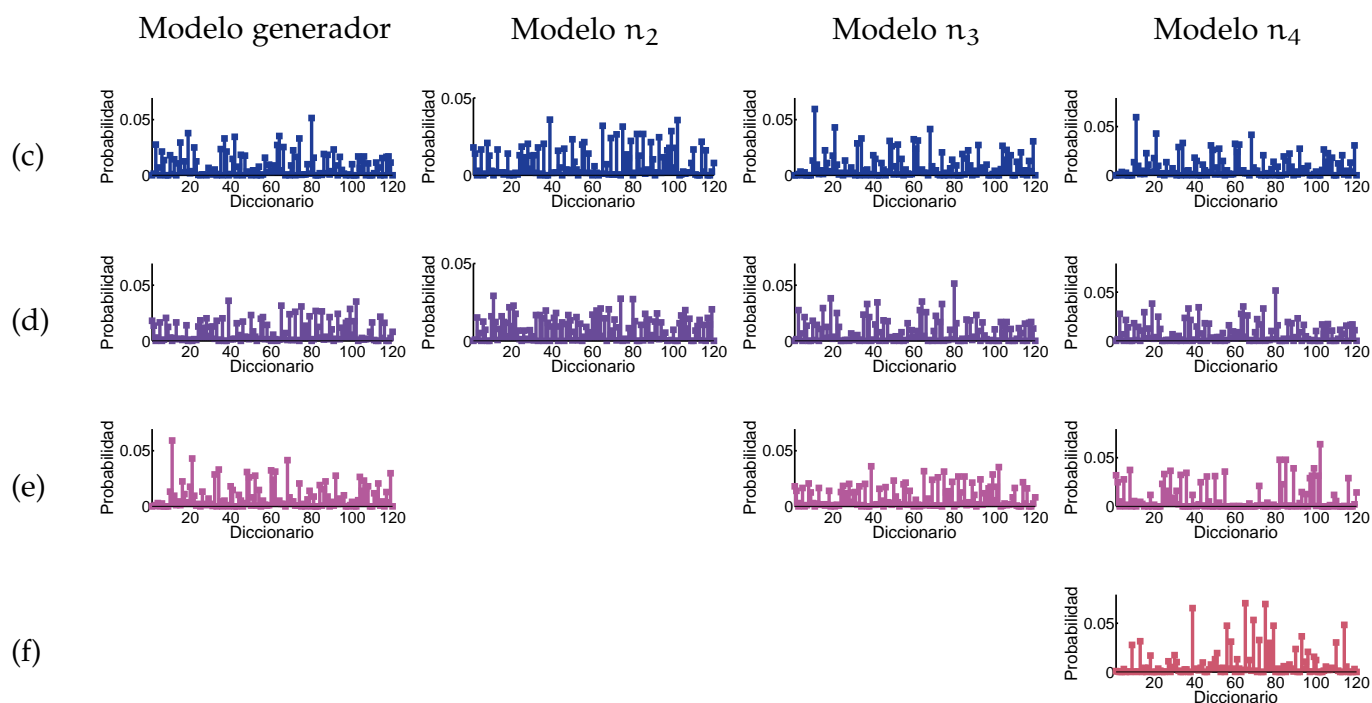 Modelo generador Modelo n2 Modelo n3 Modelo n4
(c)
Probabilidad 0.05 0 20 40 60 80 100 120 Diccionario
Probabilidad 0.05 0 20 40 60 80 100 120 Diccionario
Probabilidad 0.05 0 20 40 60 80 100 120 Diccionario
Probabilidad 0.05 0 20 40 60 80 100 120 Diccionario
(d)
Probabilidad 0.05 0 20 40 60 80 100 120 Diccionario
Probabilidad 0.05 0 20 40 60 80 100 120 Diccionario
Probabilidad 0.05 0 20 40 60 80 100 120 Diccionario
Probabilidad 0.05 0 20 40 60 80 100 120 Diccionario
(e)
Probabilidad 0.05 0 20 40 60 80 100 120 Diccionario
Probabilidad 0.05 0 20 40 60 80 100 120 Diccionario
Probabilidad 0.05 0 20 40 60 80 100 120 Diccionario
(f)
Probabilidad 0.05 0 20 40 60 80 100 120 Diccionario